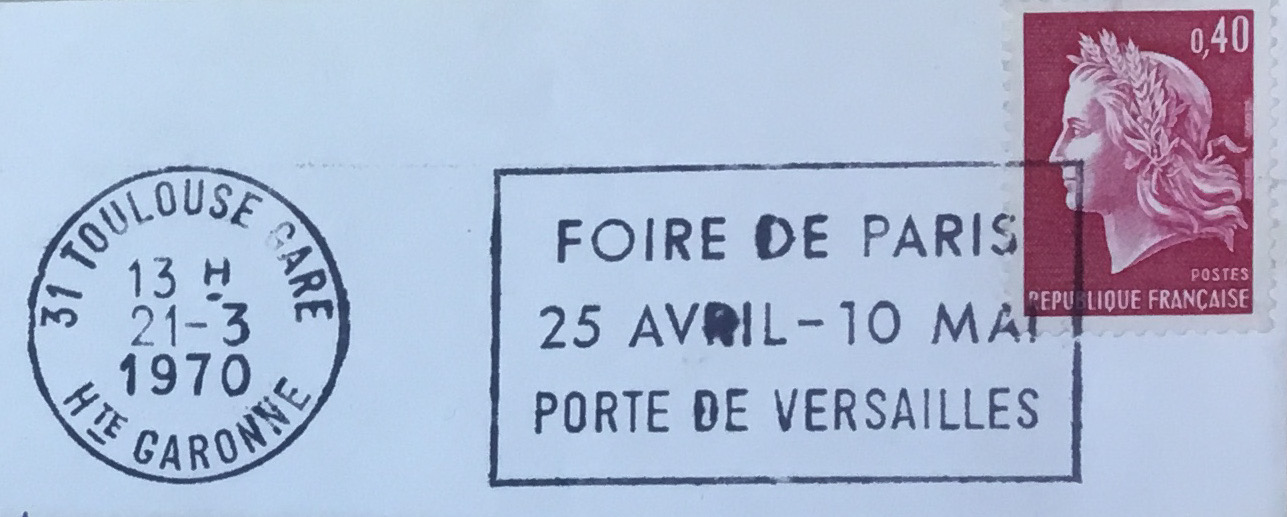 31 TOULOUSE GARE
13 H.
21-3
1970
HTE GARONNE
FOIRE DE PARIS
25 AVRIL-10 MAI
PORTE DE VERSAILLES
0,40
POSTES
REPUBLIQUE FRANÇAISE